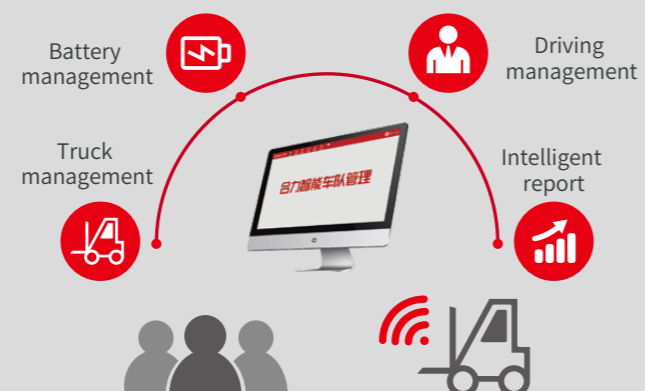 Battery
management
Driving
management
Truck
management
Intelligent
report
合力智能车队管理